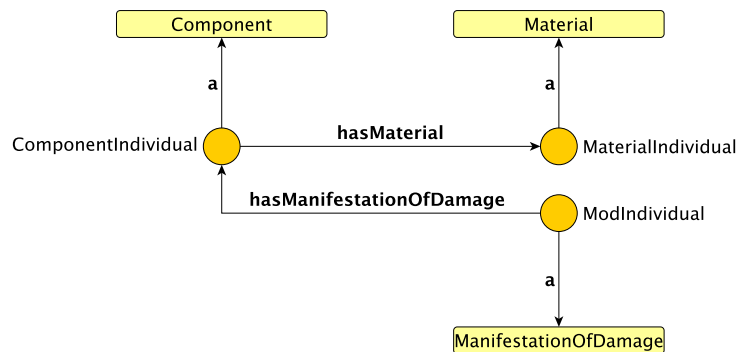 Component
Material
a
a
ComponentIndividual
hasMaterial
MaterialIndividual
hasManifestationOfDamage
ModIndividual
a
ManifestationOfDamage